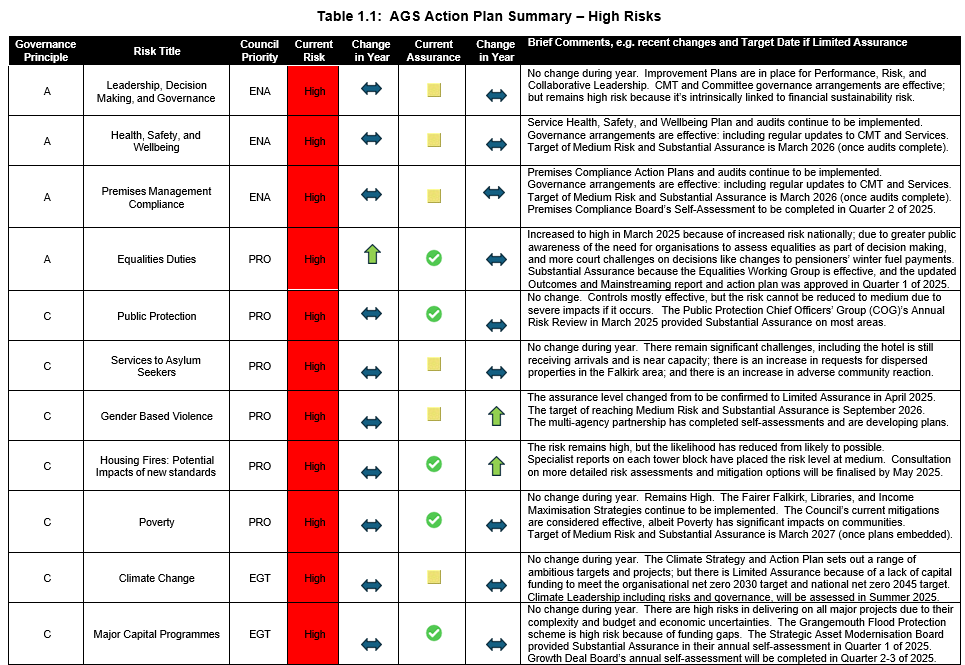 Table 1.1: AGS Action Plan Summary – High Risks
Governance Principle
Risk Title
Council Priority
Current Risk
Change in Year
Current Assurance
Change in Year
Brief Comments, e.g. recent changes and Target Date if Limited Assurance
A
Leadership, Decision
Making, and Governance
ENA
High
No change during year. Improvement Plans are in place for Performance, Risk, and
Collaborative Leadership. CMT and Committee governance arrangements are effective;
but remains high risk because it's intrinsically linked to financial sustainability risk.
A
Health, Safety, and
Wellbeing
ENA
High
Service Health, Safety, and Wellbeing Plan and audits continue to be implemented.
Governance arrangements are effective: including regular updates to CMT and Services.
Target of Medium Risk and Substantial Assurance is March 2026 (once audits complete).
A
Premises Management
Compliance
ENA
High
Premises Compliance Action Plans and audits continue to be implemented.
Governance arrangements are effective: including regular updates to CMT and Services.
Target of Medium Risk and Substantial Assurance is March 2026 (once audits complete).
Premises Compliance Board's Self-Assessment to be completed in Quarter 2 of 2025.
A
Equalities Duties
PRO
High
Increased to high in March 2025 because of increased risk nationally; due to greater public
awareness of the need for organisations to assess equalities as part of decision making,
and more court challenges on decisions like changes to pensioners' winter fuel payments.
Substantial Assurance because the Equalities Working Group is effective, and the updated
Outcomes and Mainstreaming report and action plan was approved in Quarter 1 of 2025.
C
Public Protection
PRO
High
No change. Controls mostly effective, but the risk cannot be reduced to medium due to
severe impacts if it occurs. The Public Protection Chief Officers' Group (COG)'s Annual
Risk Review in March 2025 provided Substantial Assurance on most areas.
C
Services to Asylum
Seekers
PRO
High
No change during year. There remain significant challenges, including the hotel is still
receiving arrivals and is near capacity; there is an increase in requests for dispersed
properties in the Falkirk area; and there is an increase in adverse community reaction.
C
Gender Based Violence
PRO
High
The assurance level changed from to be confirmed to Limited Assurance in April 2025.
The target of reaching Medium Risk and Substantial Assurance is September 2026.
The multi-agency partnership has completed self-assessments and are developing plans.
C
Housing Fires: Potential
Impacts of new standards
PRO
High
The risk remains high, but the likelihood has reduced from likely to possible.
Specialist reports on each tower block have placed the risk level at medium. Consultation
on more detailed risk assessments and mitigation options will be finalised by May 2025.
C
Poverty
PRO
High
No change during year. Remains High. The Fairer Falkirk, Libraries, and Income
Maximisation Strategies continue to be implemented. The Council's current mitigations
are considered effective, albeit Poverty has significant impacts on communities.
Target of Medium Risk and Substantial Assurance is March 2027 (once plans embedded).
C
Climate Change
EGT
High
No change during year. The Climate Strategy and Action Plan sets out a range of
ambitious targets and projects; but there is Limited Assurance because of a lack of capital
funding to meet the organisational net zero 2030 target and national net zero 2045 target.
Climate Leadership including risks and governance, will be assessed in Summer 2025.
C
Major Capital Programmes
EGT
High
No change during year. There are high risks in delivering on all major projects due to their
complexity and budget and economic uncertainties. The Grangemouth Flood Protection
scheme is high risk because of funding gaps. The Strategic Asset Modernisation Board
provided Substantial Assurance in their annual self-assessment in Quarter 1 of 2025.
Growth Deal Board's annual self-assessment will be completed in Quarter 2-3 of 2025.